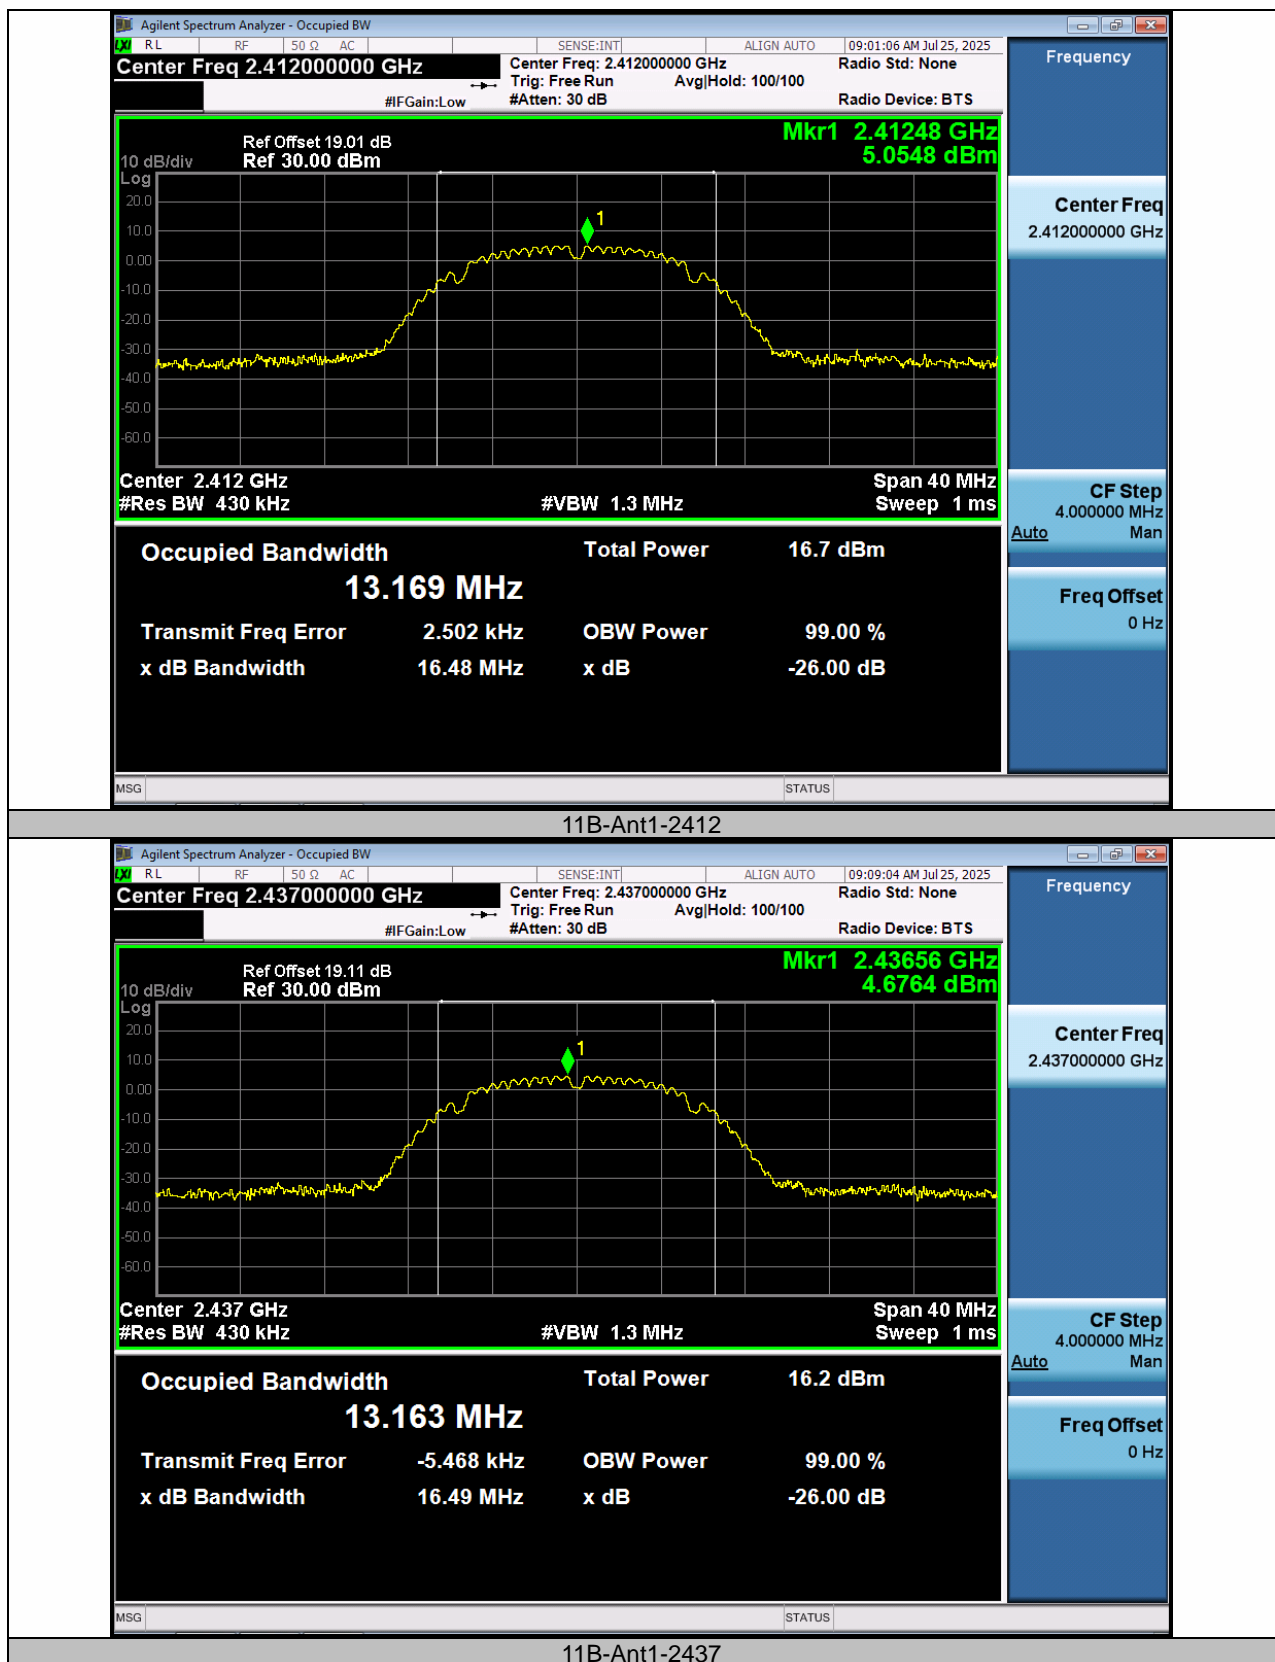 Agilent Spectrum Analyzer - Occupied BW
LXI RL RF 50 Ω AC SENSE:INT ALIGN AUTO 09:01:06 AM Jul 25, 2025
Center Freq 2.412000000 GHz Center Freq: 2.412000000 GHz Radio Std: None
Trig: Free Run Avg|Hold: 100/100
#IFGain:Low #Atten: 30 dB Radio Device: BTS
Frequency
Mkr1 2.41248 GHz
5.0548 dBm
Ref Offset 19.01 dB
10 dB/div Ref 30.00 dBm
Log
20.0
10.0
0.00
-10.0
-20.0
-30.0
-40.0
-50.0
-60.0
1
Center 2.412 GHz Span 40 MHz
#Res BW 430 kHz #VBW 1.3 MHz Sweep 1 ms
Center Freq
2.412000000 GHz
CF Step
4.000000 MHz
Auto Man
Freq Offset
0 Hz
Occupied Bandwidth Total Power 16.7 dBm
13.169 MHz
Transmit Freq Error 2.502 kHz OBW Power 99.00 %
x dB Bandwidth 16.48 MHz x dB -26.00 dB
MSG STATUS
11B-Ant1-2412
Agilent Spectrum Analyzer - Occupied BW
LXI RL RF 50 Ω AC SENSE:INT ALIGN AUTO 09:09:04 AM Jul 25, 2025
Center Freq 2.437000000 GHz Center Freq: 2.437000000 GHz Radio Std: None
Trig: Free Run Avg|Hold: 100/100
#IFGain:Low #Atten: 30 dB Radio Device: BTS
Frequency
Mkr1 2.43656 GHz
4.6764 dBm
Ref Offset 19.11 dB
10 dB/div Ref 30.00 dBm
Log
20.0
10.0
0.00
-10.0
-20.0
-30.0
-40.0
-50.0
-60.0
1
Center 2.437 GHz Span 40 MHz
#Res BW 430 kHz #VBW 1.3 MHz Sweep 1 ms
Center Freq
2.437000000 GHz
CF Step
4.000000 MHz
Auto Man
Freq Offset
0 Hz
Occupied Bandwidth Total Power 16.2 dBm
13.163 MHz
Transmit Freq Error -5.468 kHz OBW Power 99.00 %
x dB Bandwidth 16.49 MHz x dB -26.00 dB
MSG STATUS
11B-Ant1-2437